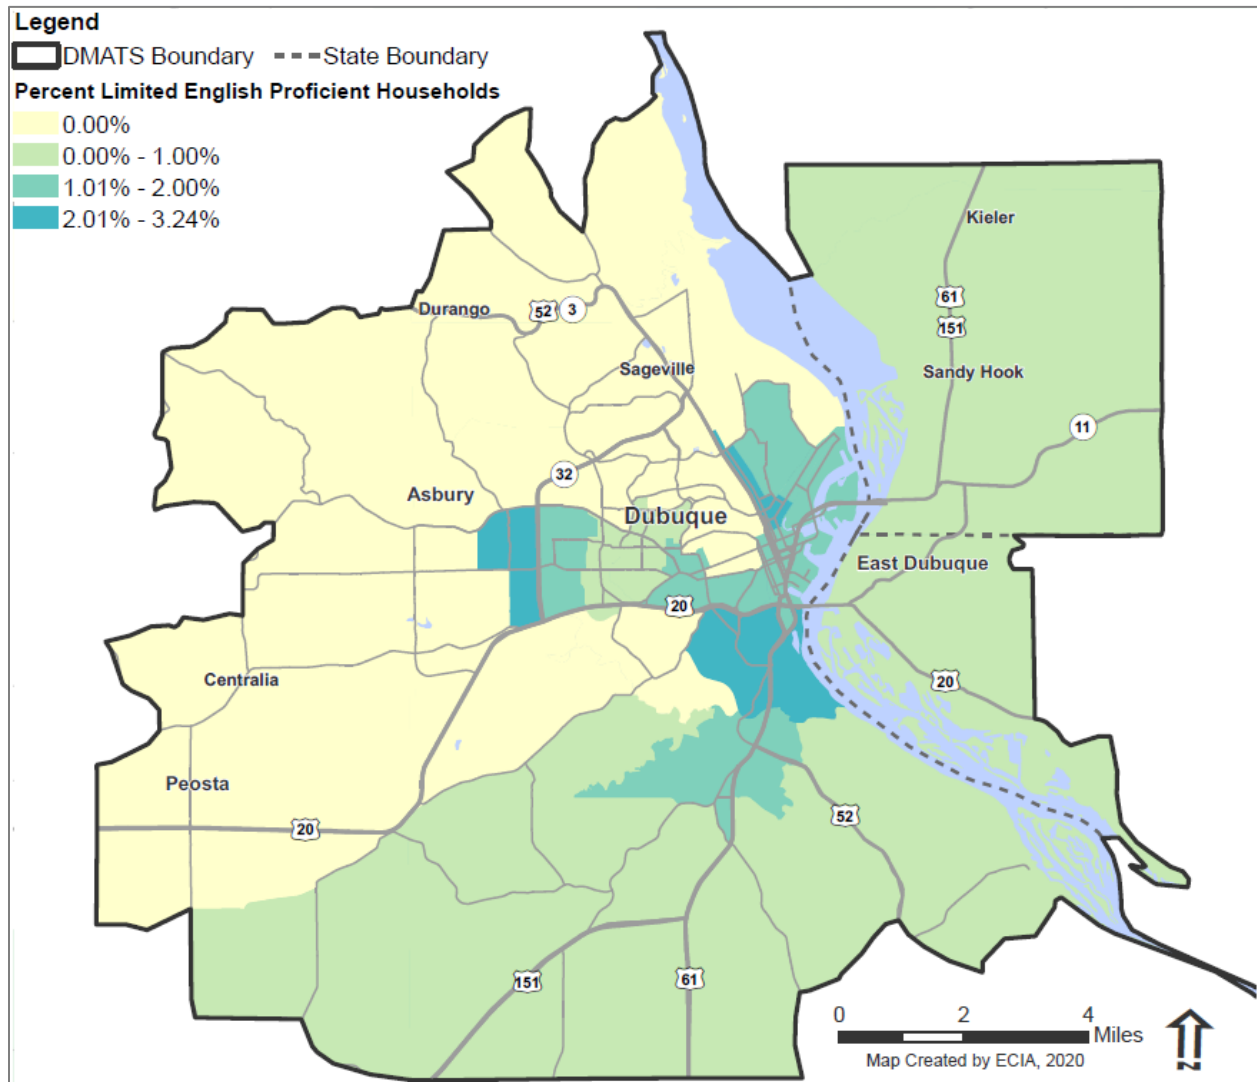 Legend
DMATS Boundary
State Boundary
Percent Limited English Proficient Households
0.00%
0.00% - 1.00%
1.01% - 2.00%
2.01% - 3.24%
Kieler
61
151
Durango
52
3
Sageville
Sandy Hook
11
32
Asbury
Dubuque
East Dubuque
20
Centralia
20
Peosta
20
52
151
61
0 2 4
Miles
Map Created by ECIA, 2020
N